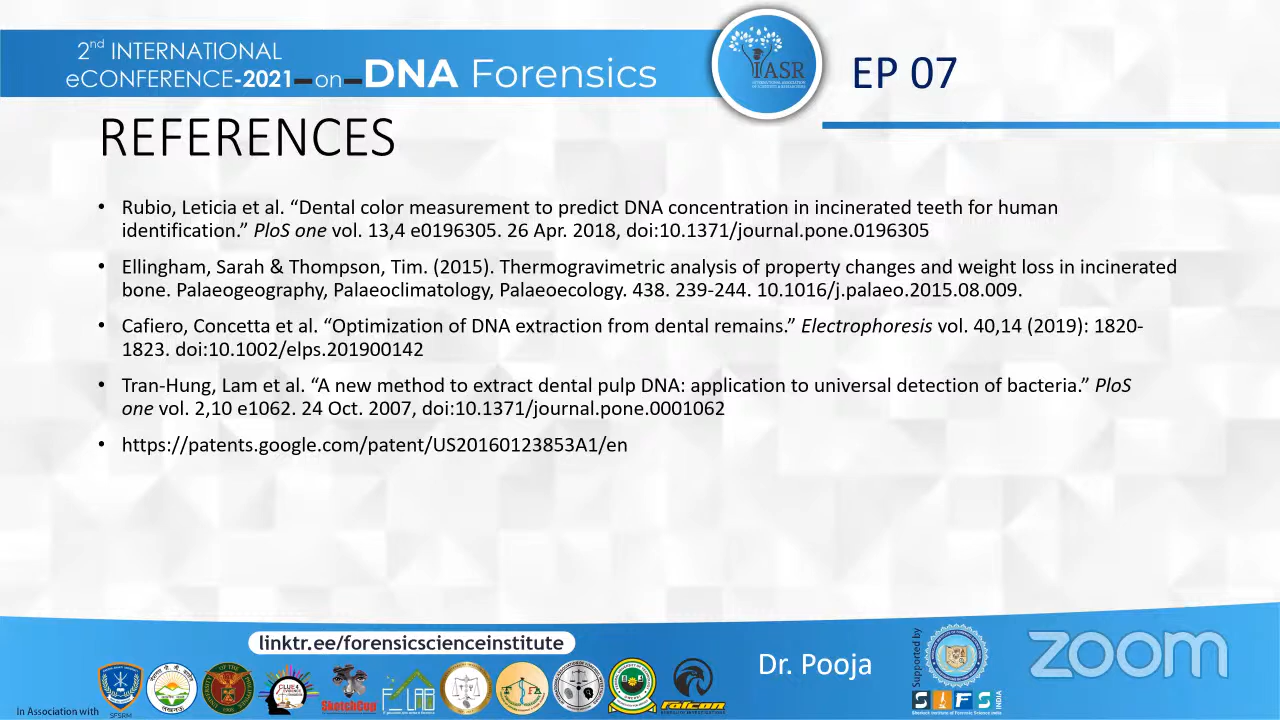 2nd INTERNATIONAL
eCONFERENCE-2021-on-DNA Forensics
IASR
EP 07
REFERENCES
• Rubio, Leticia et al. “Dental color measurement to predict DNA concentration in incinerated teeth for human
identification.” PloS one vol. 13,4 e0196305. 26 Apr. 2018, doi:10.1371/journal.pone.0196305
• Ellingham, Sarah & Thompson, Tim. (2015). Thermogravimetric analysis of property changes and weight loss in incinerated
bone. Palaeogeography, Palaeoclimatology, Palaeoecology. 438. 239-244. 10.1016/j.palaeo.2015.08.009.
• Cafiero, Concetta et al. “Optimization of DNA extraction from dental remains.” Electrophoresis vol. 40,14 (2019): 1820-
1823. doi:10.1002/elps.201900142
• Tran-Hung, Lam et al. “A new method to extract dental pulp DNA: application to universal detection of bacteria.” PloS
one vol. 2,10 e1062. 24 Oct. 2007, doi:10.1371/journal.pone.0001062
• https://patents.google.com/patent/US20160123853A1/en
linktr.ee/forensicscienceinstitute
In Association with
SFSRM
SketchCop
falcon
Dr. Pooja
Supported by
SIFS
INDIA
zoom